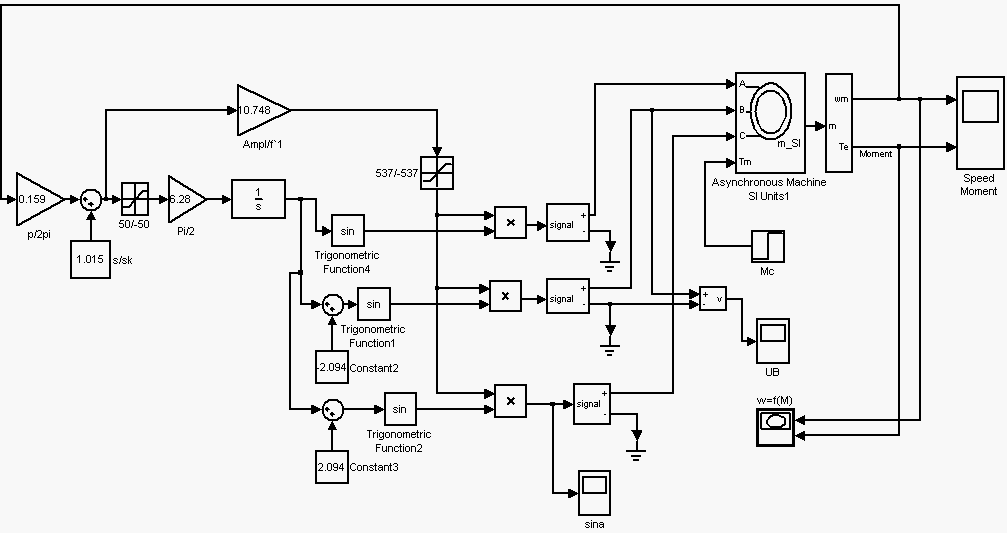 10.748
Ampl/f`1
537/-537
0.159
p/2pi
1.015
s/sk
50/-50
6.28
Pi/2
1
s
sin
Trigonometric
Function4
sin
Trigonometric
Function1
-2.094
Constant2
sin
Trigonometric
Function2
2.094
Constant3
×
×
×
signal
+
-
signal
+
-
signal
+
-
A
B
C
Tm
m_SI
Asynchronous Machine
SI Units1
m
wm
Te
Moment
Speed
Moment
Mc
+
-
v
UB
w=f(M)
sina